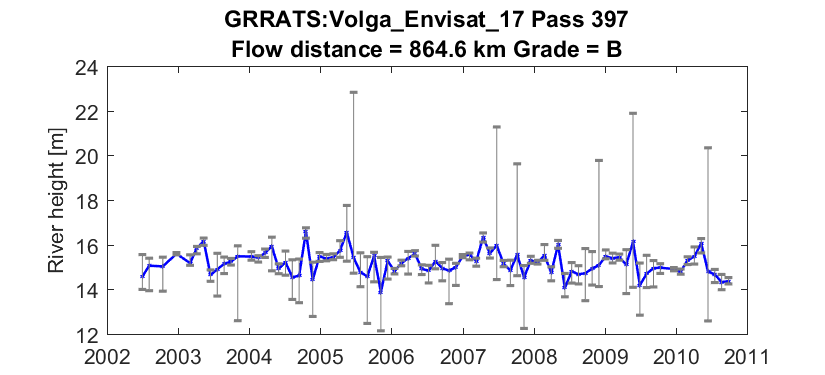 GRRATS:Volga_Envisat_17 Pass 397
Flow distance = 864.6 km Grade = B
River height [m]
24
22
20
18
16
14
12
2002 2003 2004 2005 2006 2007 2008 2009 2010 2011